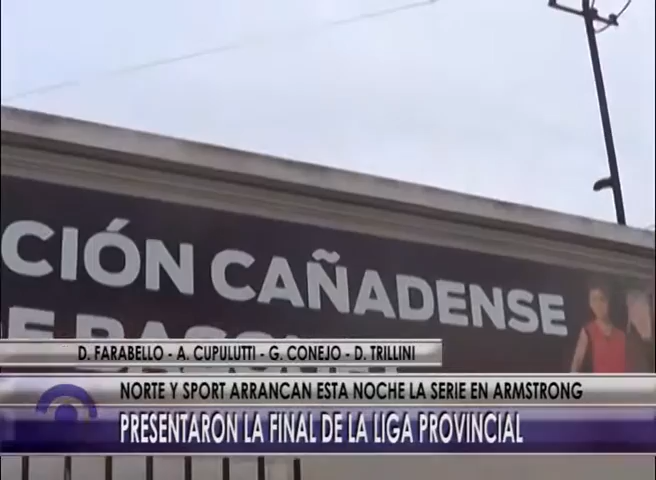 CIÓN CAÑADENSE
D. FARABELLO - A. CUPULUTTI - G. CONEJO - D. TRILLINI
NORTE Y SPORT ARRANCAN ESTA NOCHE LA SERIE EN ARMSTRONG
PRESENTARON LA FINAL DE LA LIGA PROVINCIAL